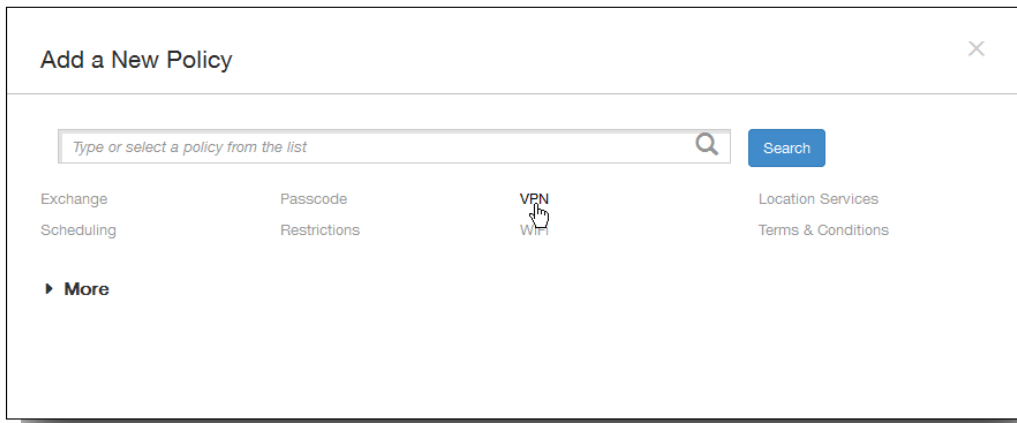 Add a New Policy
Type or select a policy from the list
Search
Exchange Passcode VPN Location Services
Scheduling Restrictions WiFi Terms & Conditions
More